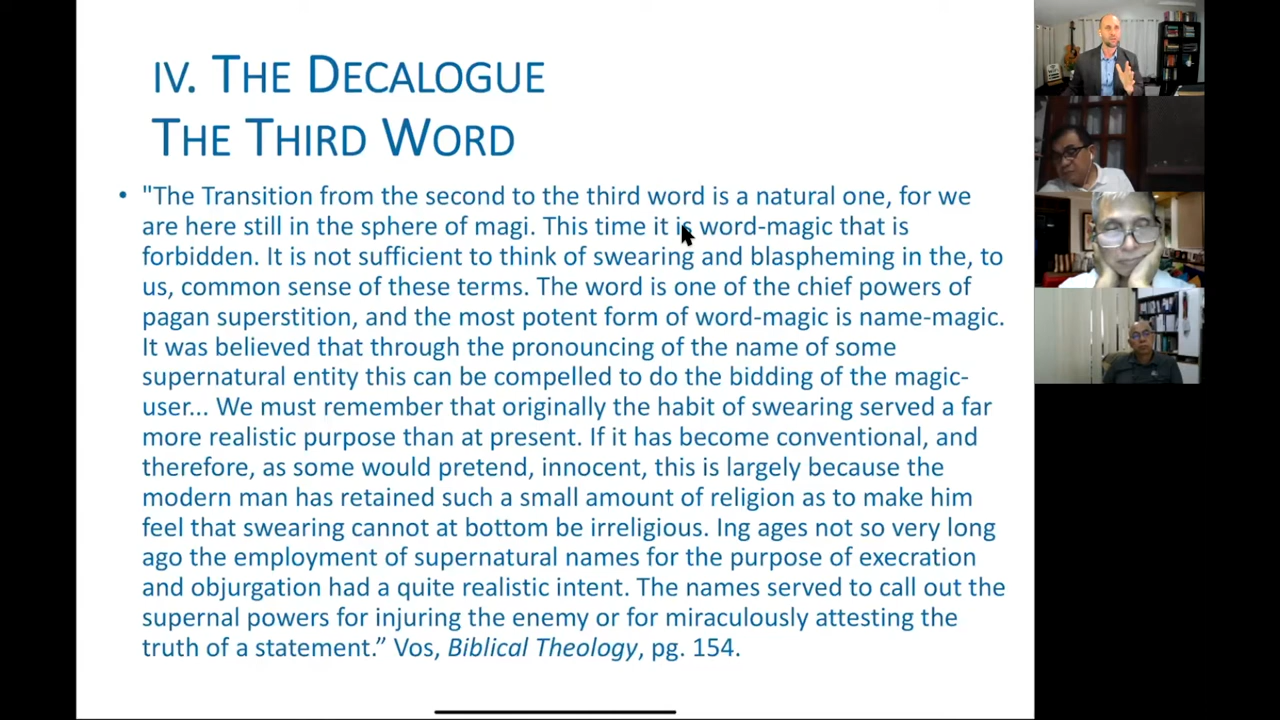 IV. THE DECALOGUE
THE THIRD WORD
• "The Transition from the second to the third word is a natural one, for we
are here still in the sphere of magi. This time it is word-magic that is
forbidden. It is not sufficient to think of swearing and blaspheming in the, to
us, common sense of these terms. The word is one of the chief powers of
pagan superstition, and the most potent form of word-magic is name-magic.
It was believed that through the pronouncing of the name of some
supernatural entity this can be compelled to do the bidding of the magic-
user... We must remember that originally the habit of swearing served a far
more realistic purpose than at present. If it has become conventional, and
therefore, as some would pretend, innocent, this is largely because the
modern man has retained such a small amount of religion as to make him
feel that swearing cannot at bottom be irreligious. Ing ages not so very long
ago the employment of supernatural names for the purpose of execration
and objurgation had a quite realistic intent. The names served to call out the
supernal powers for injuring the enemy or for miraculously attesting the
truth of a statement.” Vos, Biblical Theology, pg. 154.